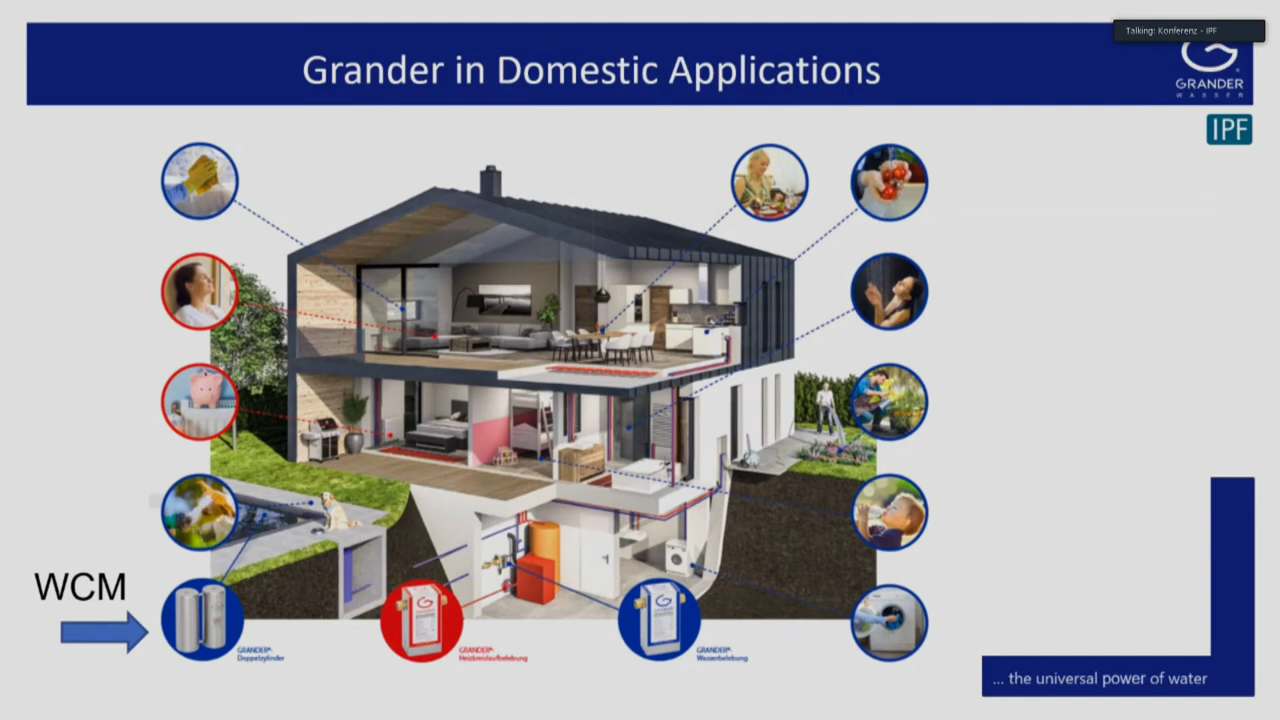 Talking: Konferenz - IPF
Grander in Domestic Applications
GRANDER
WASSER
IPF
WCM
GRANDER®-
Doppelzylinder
GRANDER®-
Heizkreislaufbelebung
GRANDER®-
Wasserbelebung
... the universal power of water